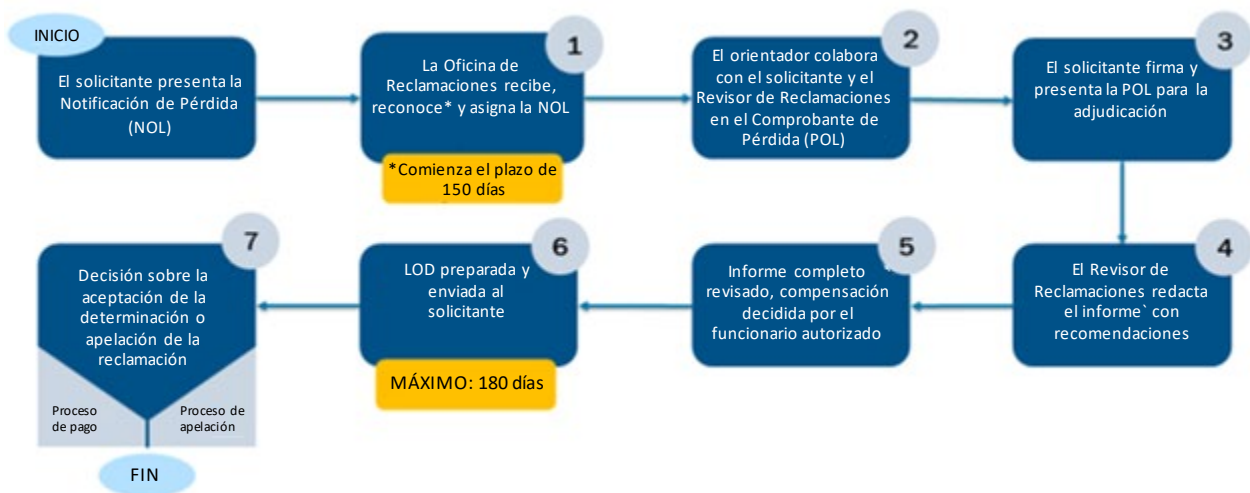 INICIO
El solicitante presenta la
Notificación de Pérdida
(NOL)
1
La Oficina de
Reclamaciones recibe,
reconoce* y asigna la NOL
*Comienza el plazo de
150 días
2
El orientador colabora
con el solicitante y el
Revisor de Reclamaciones
en el Comprobante de
Pérdida (POL)
3
El solicitante firma y
presenta la POL para la
adjudicación
4
El Revisor de
Reclamaciones redacta
el informe` con
recomendaciones
5
Informe completo `
revisado, compensación
decidida por el
funcionario autorizado
6
LOD preparada y
enviada al
solicitante
MÁXIMO: 180 días
7
Decisión sobre la
aceptación de la
determinación o
apelación de la
reclamación
Proceso
de pago
Proceso de
apelación
FIN